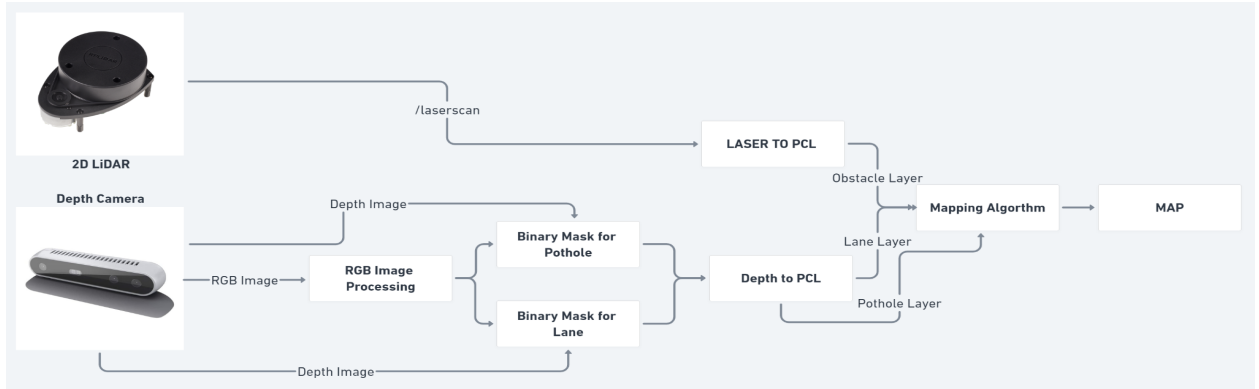 2D LiDAR
/laserscan
LASER TO PCL
Obstacle Layer
Depth Camera
Depth Image
RGB Image
RGB Image
Processing
Binary Mask for
Pothole
Binary Mask for
Lane
Depth Image
Depth to PCL
Lane Layer
Pothole Layer
Mapping Algorthm
MAP